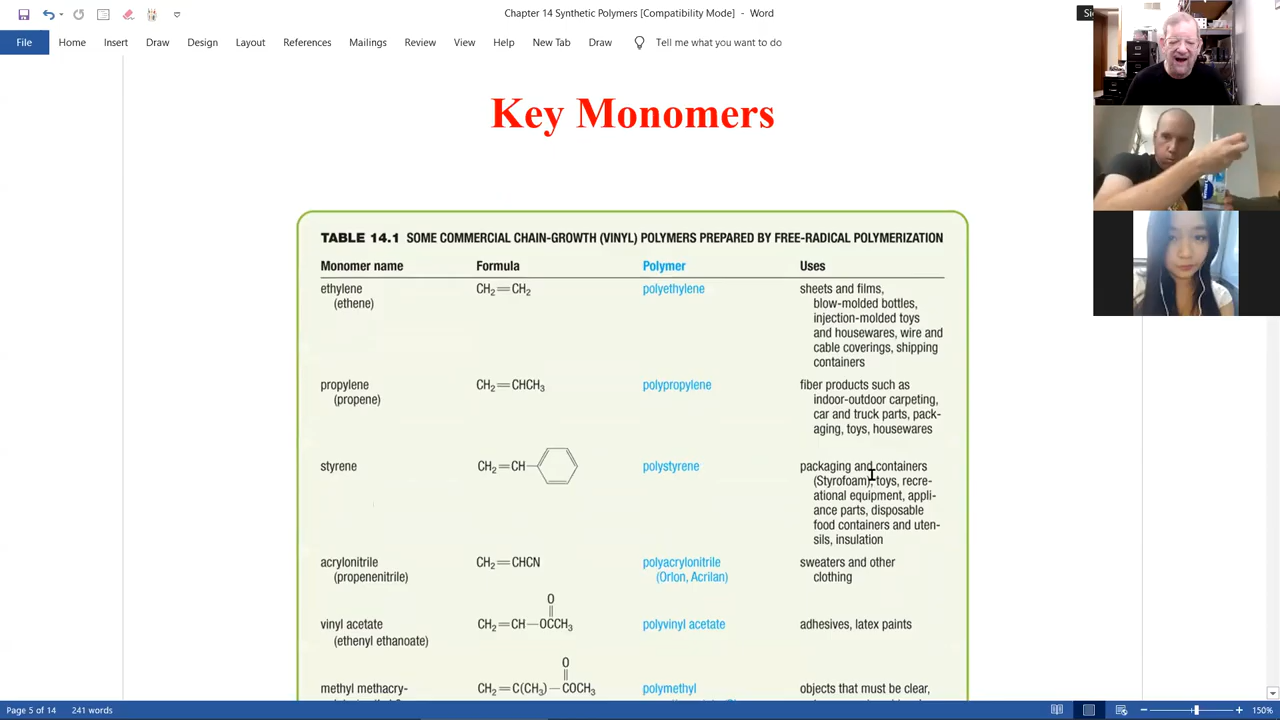 Chapter 14 Synthetic Polymers [Compatibility Mode] - Word
File Home Insert Draw Design Layout References Mailings Review View Help New Tab Draw Tell me what you want to do
Key Monomers
TABLE 14.1 SOME COMMERCIAL CHAIN-GROWTH (VINYL) POLYMERS PREPARED BY FREE-RADICAL POLYMERIZATION
Monomer name Formula Polymer Uses
ethylene CH₂=CH₂ polyethylene sheets and films,
(ethene) blow-molded bottles,
injection-molded toys
and housewares, wire and
cable coverings, shipping
containers
propylene CH₂=CHCH₃ polypropylene fiber products such as
(propene) indoor-outdoor carpeting,
car and truck parts, pack-
aging, toys, housewares
styrene CH₂=CH— polystyrene packaging and containers
(Styrofoam), toys, recre-
ational equipment, appli-
ance parts, disposable
food containers and uten-
sils, insulation
acrylonitrile CH₂=CHCN polyacrylonitrile sweaters and other
(propenenitrile) (Orlon, Acrilan) clothing
O
vinyl acetate CH₂=CH—OCCH₃ polyvinyl acetate adhesives, latex paints
(ethenyl ethanoate)
O
methyl methacry- CH₂=C(CH₃)—COCH₃ polymethyl objects that must be clear,
Page 5 of 14 241 words 150%